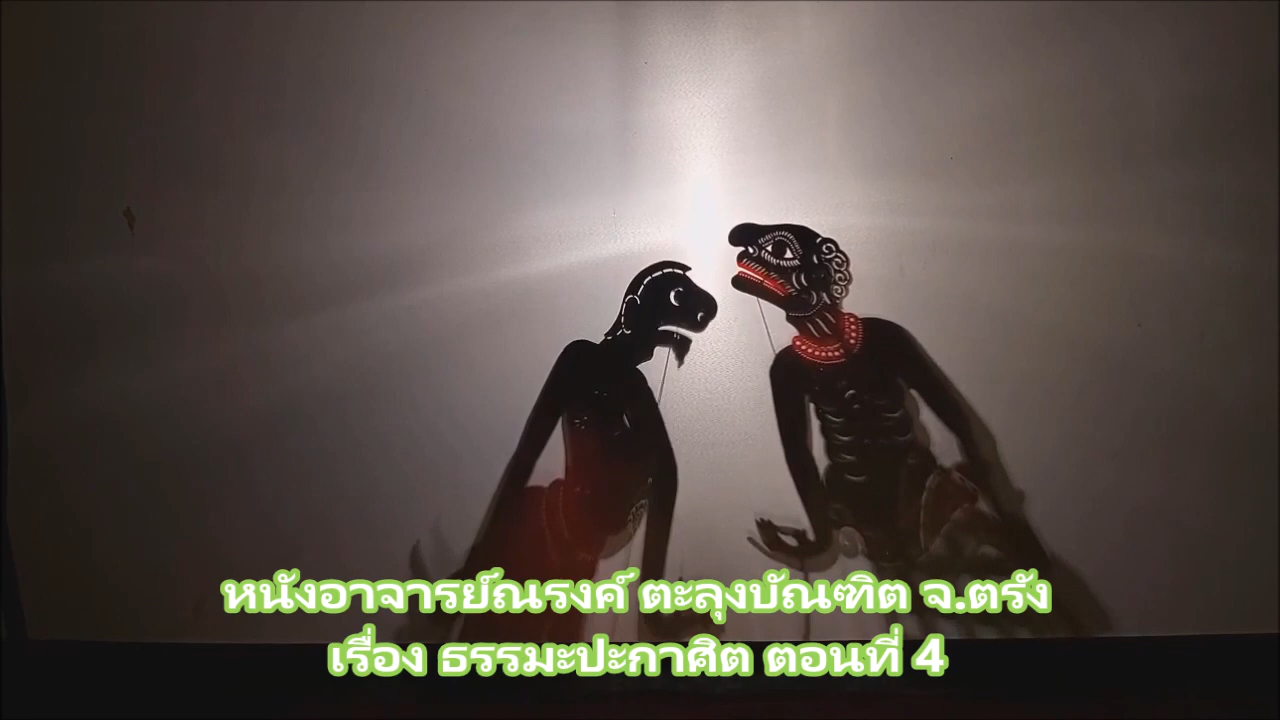 หนังอาจารย์ณรงค์ ตะลุงบัณฑิต จ.ตรัง
เรื่อง ธรรมะปะกาศิต ตอนที่ 4